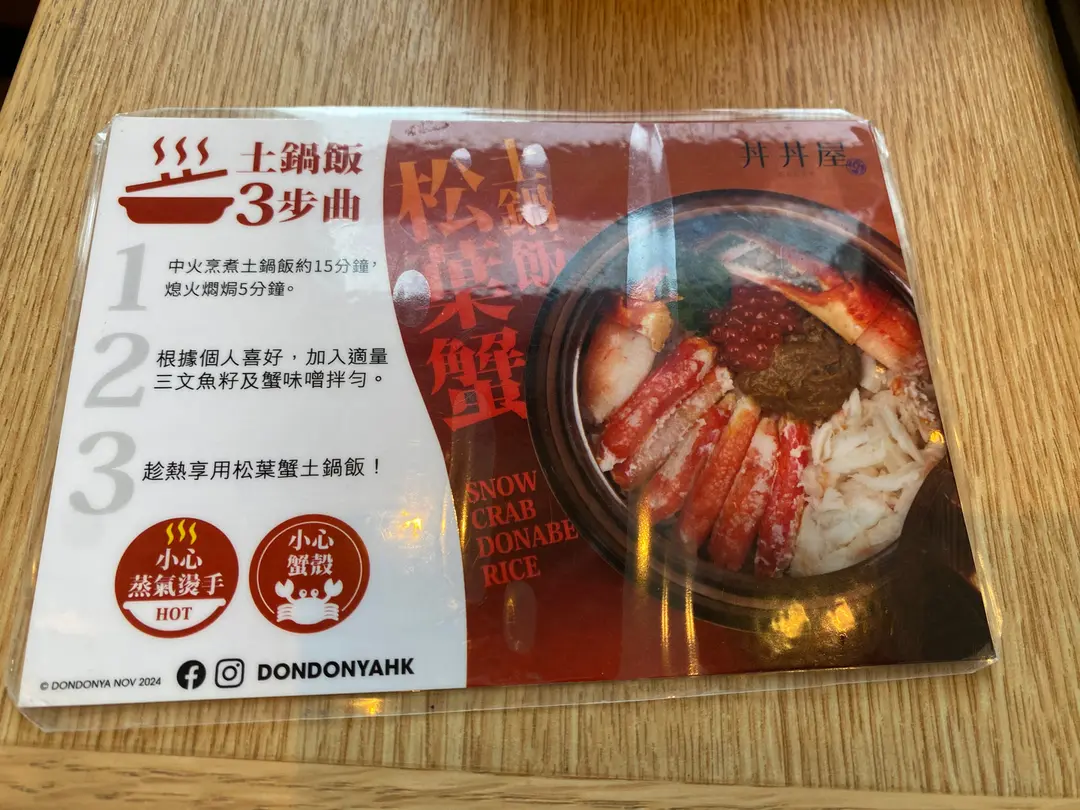 土鍋飯
3步曲
1
中火烹煮土鍋飯約15分鐘，
熄火燜焗5分鐘。
2
根據個人喜好，加入適量
三文魚籽及蟹味噌拌勻。
3
趁熱享用松葉蟹土鍋飯！
小心
蒸氣燙手
HOT
小心
蟹殼
© DONDONYA NOV 2024
DONDONYAHK
土鍋飯
松葉蟹
SNOW
CRAB
DONABE
RICE
丼丼屋